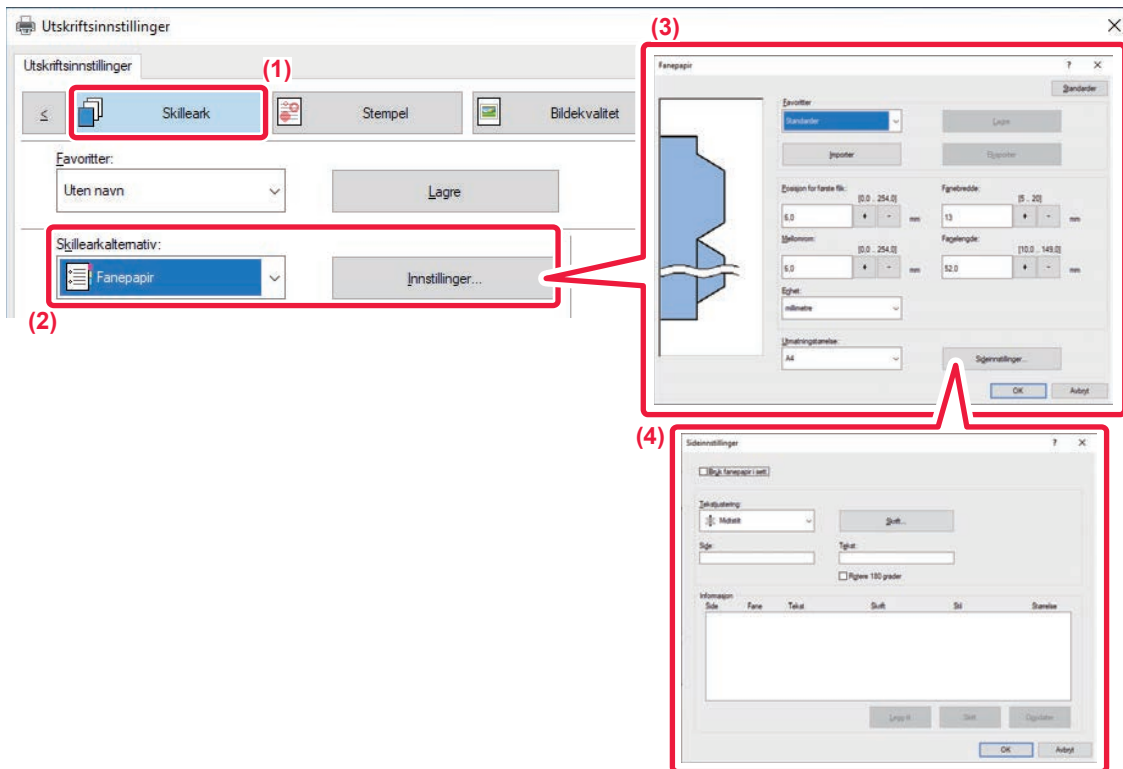 Utskriftsinnstillinger
Utskriftsinnstillinger
(1)
≤ Skilleark Stempel Bildekvalitet
Favoritter:
Uten navn Lagre
Skillearkalternativ:
Fanepapir Innstillinger...
(2)
(3)
Fanepapir ?
Standarder
Favoritter
Standarder Lagre
Importer Eksporter
Posisjon for første flik: [0,0 .. 254,0] Fanebredde: [5 .. 20]
6,0 + - mm 13 + - mm
Mellomrom: [0,0 .. 254,0] [10,0 .. 149,0]
6,0 + - mm 52,0 + - mm
Enhet:
millimetre
A4 Sideinnstillinger...
OK Avbryt
(4)
Sideinnstillinger ?
Bruk fanepapir i sett
Tekstjustering:
Midtstilt Skrift...
Side: Tekst:
Rotere 180 grader
Informasjon
Side Fane Tekst Skrift Stil Størrelse
Legg til Slett Oppdater
OK Avbryt